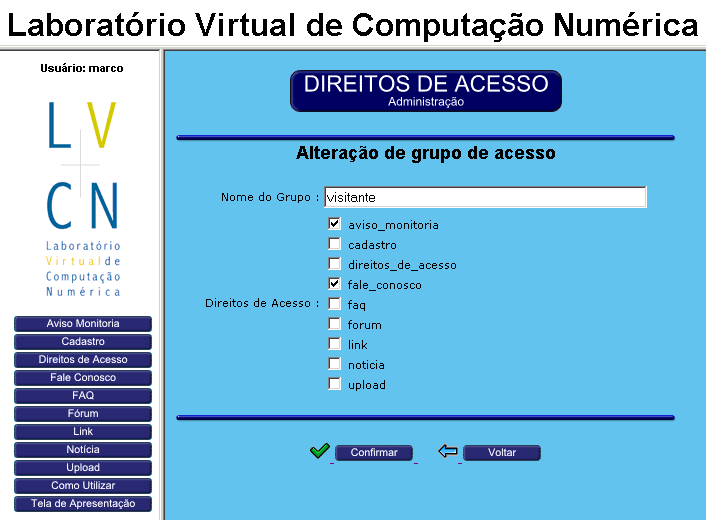 Laboratório Virtual de Computação Numérica
Usuário: marco
L V
C N
Laboratório
Virtual de
Computação
Numérica
Aviso Monitoria
Cadastro
Direitos de Acesso
Fale Conosco
FAQ
Fórum
Link
Notícia
Upload
Como Utilizar
Tela de Apresentação
DIREITOS DE ACESSO
Administração
Alteração de grupo de acesso
Nome do Grupo : visitante
Direitos de Acesso :
aviso_monitoria
cadastro
direitos_de_acesso
fale_conosco
faq
forum
link
noticia
upload
Confirmar Voltar